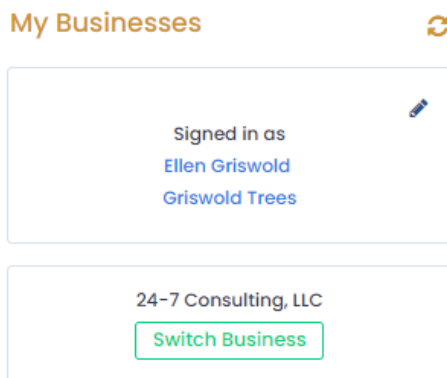 My Businesses
Signed in as
Ellen Griswold
Griswold Trees
24-7 Consulting, LLC
Switch Business